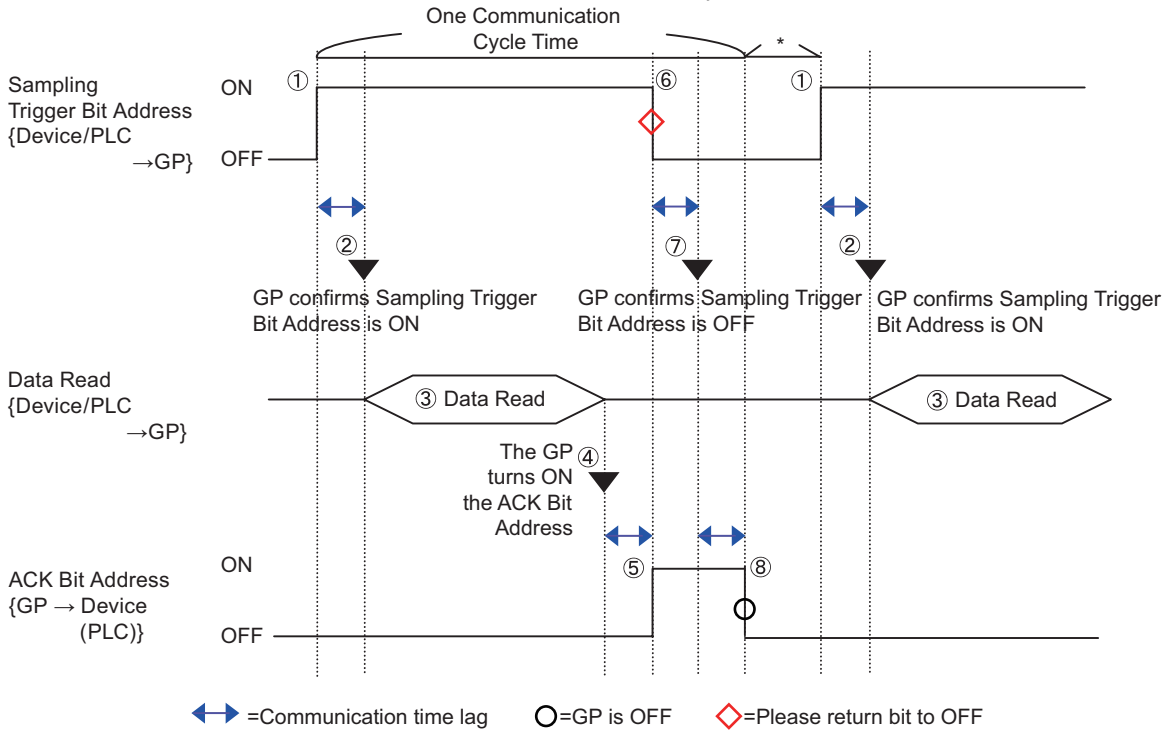 One Communication
Cycle Time
*
Sampling
Trigger Bit Address
{Device/PLC
→GP}
ON
OFF
①
⑥
①
②
⑦
②
GP confirms Sampling Trigger
Bit Address is ON
GP confirms Sampling Trigger
Bit Address is OFF
GP confirms Sampling Trigger
Bit Address is ON
Data Read
{Device/PLC
→GP}
③ Data Read
③ Data Read
The GP
turns ON
the ACK Bit
Address
④
ACK Bit Address
{GP → Device
(PLC)}
ON
OFF
⑤
⑧
=Communication time lag
=GP is OFF
=Please return bit to OFF